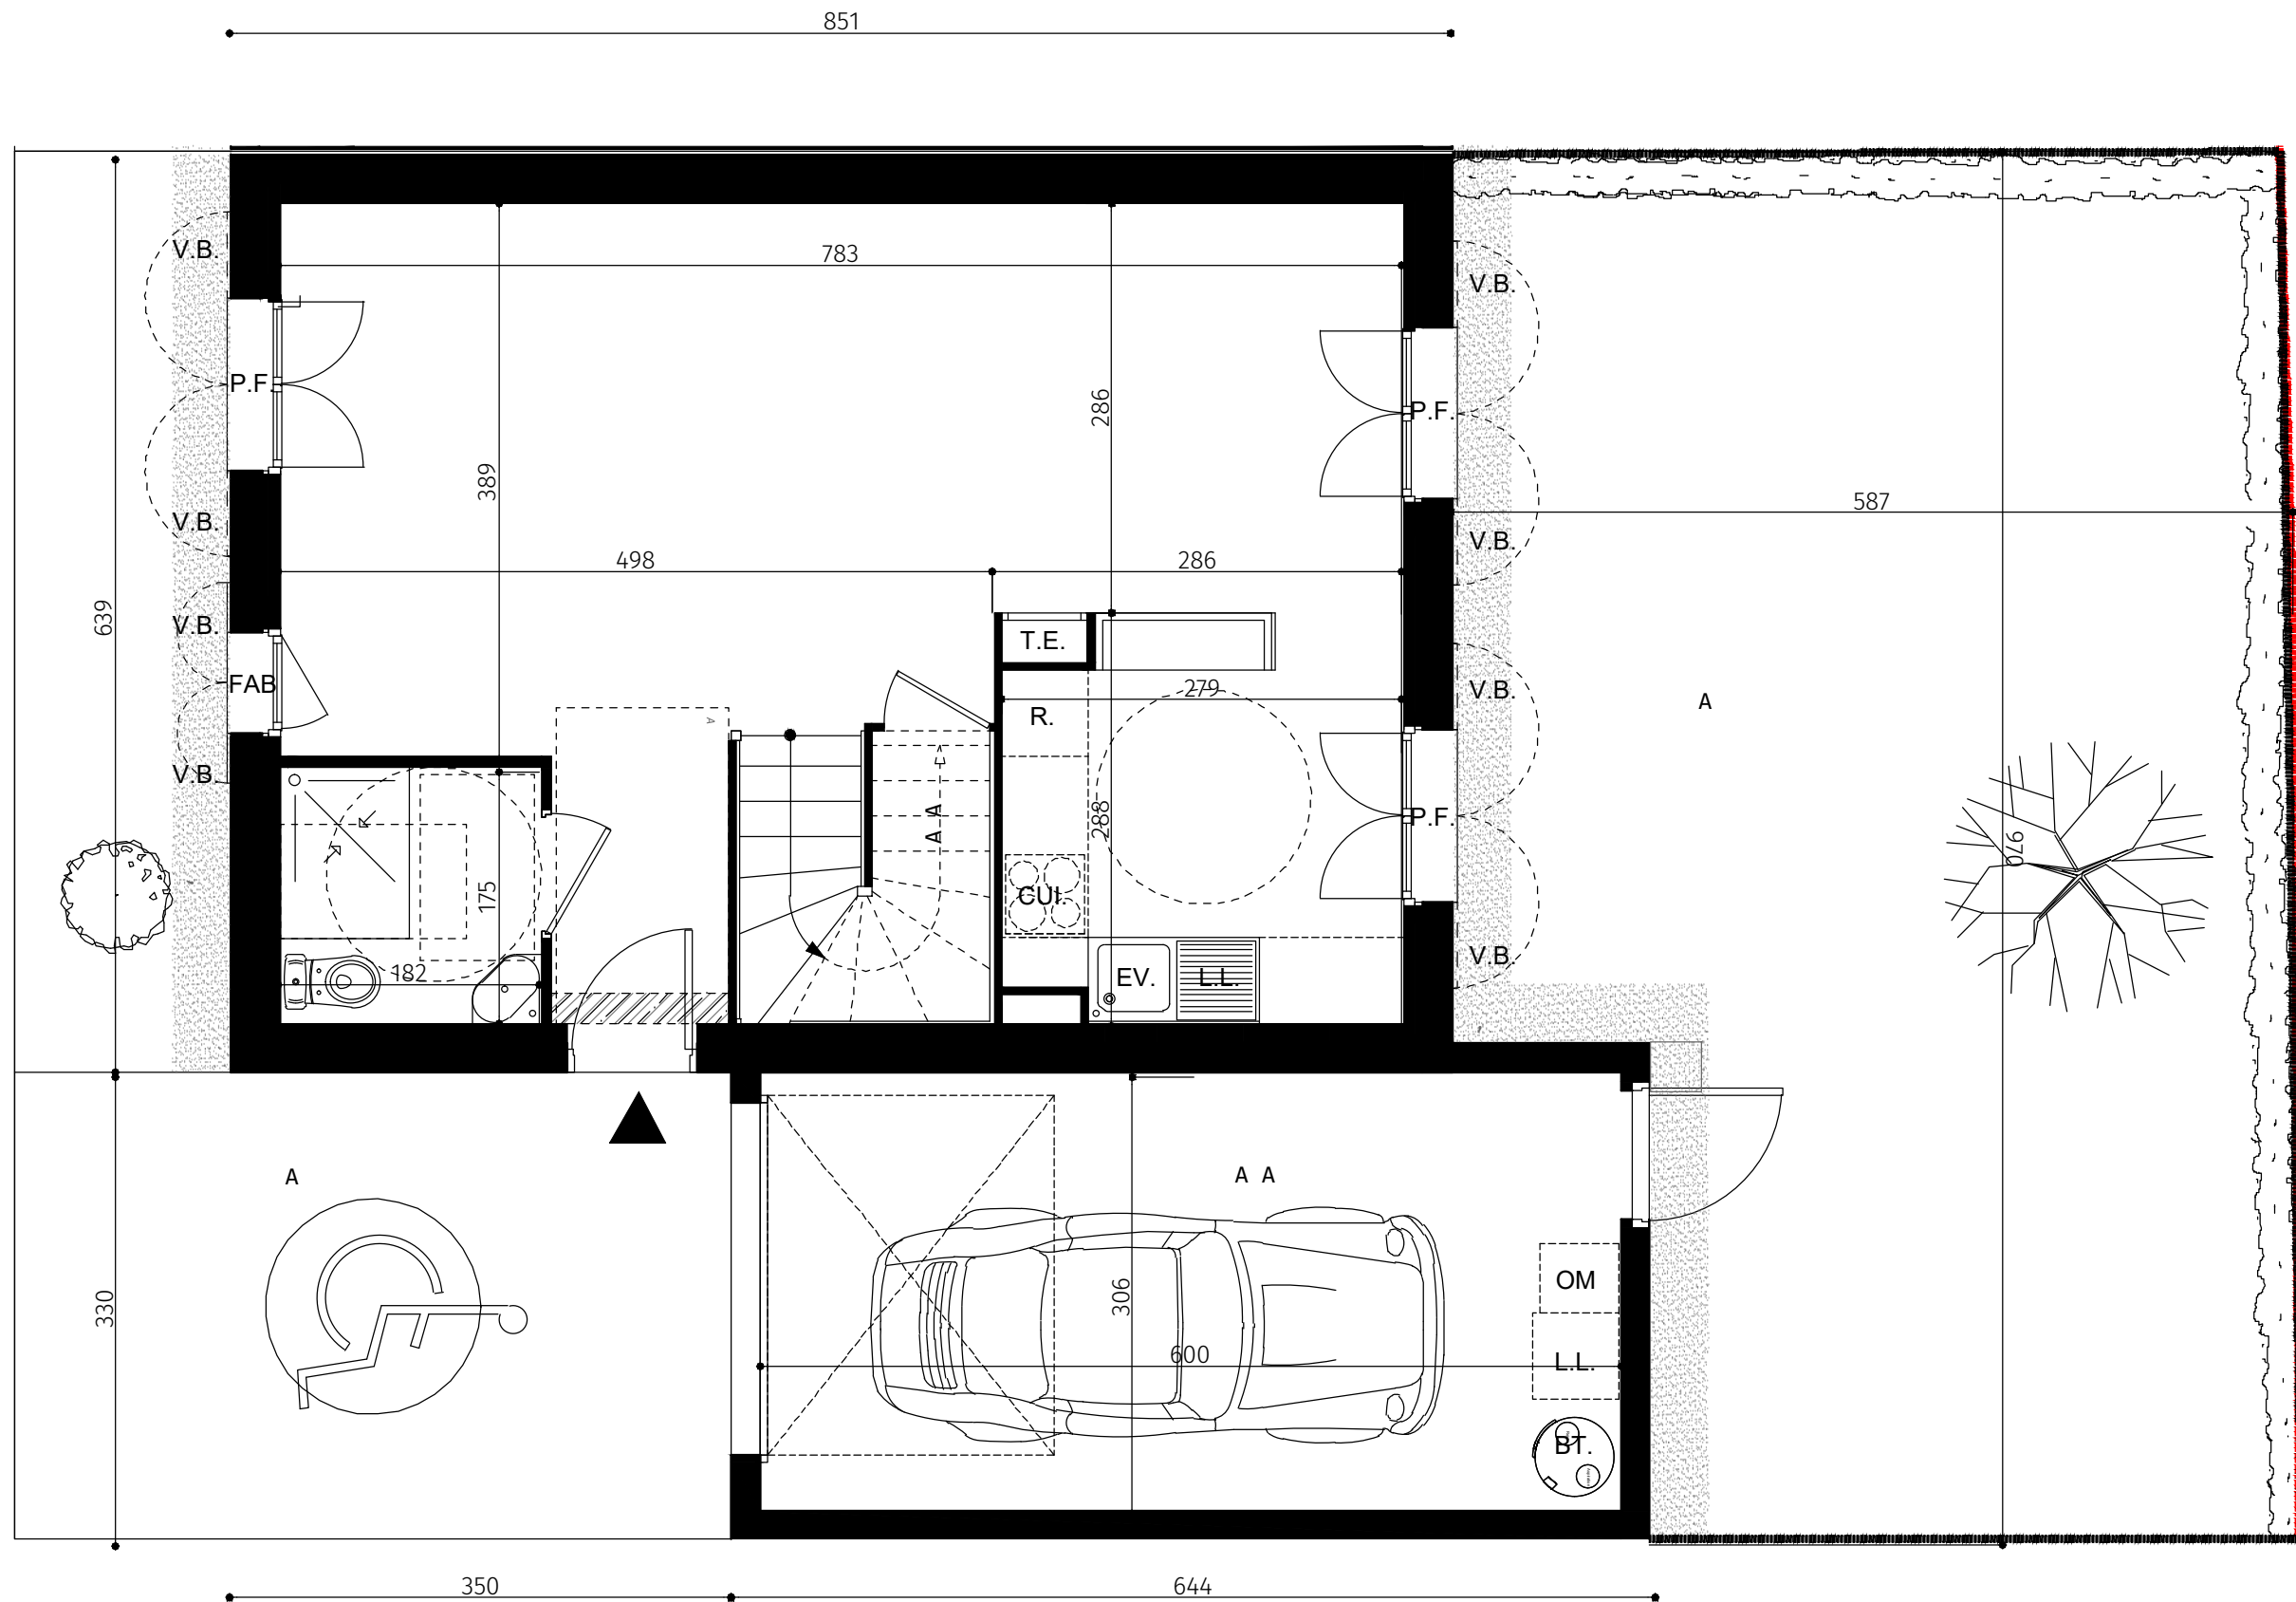 851
V.B.
783
V.B.
P.F.
286
P.F.
389
587
V.B.
V.B.
498
286
639
V.B.
T.E.
FAB
279
V.B.
A
R.
A
V.B.
A A
288
P.F.
970
175
CUI.
V.B.
182
EV.
L.L.
A
A A
330
306
OM
600
L.L.
BT.
350
644